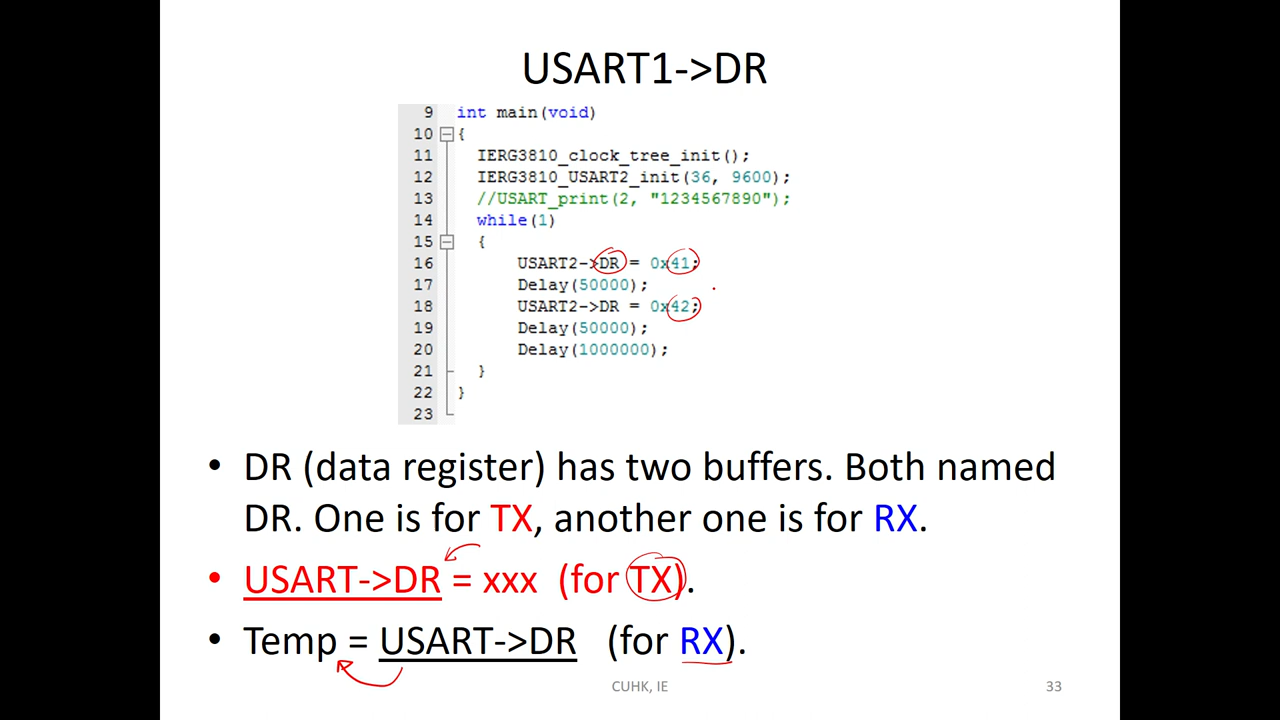 USART1->DR
9 int main(void)
10 {
11 IERG3810_clock_tree_init();
12 IERG3810_USART2_init(36, 9600);
13 //USART_print(2, "1234567890");
14 while(1)
15 {
16 USART2->DR = 0x41;
17 Delay(50000);
18 USART2->DR = 0x42;
19 Delay(50000);
20 Delay(1000000);
21 }
22 }
23
• DR (data register) has two buffers. Both named
DR. One is for TX, another one is for RX.
• USART->DR = xxx (for TX).
• Temp = USART->DR (for RX).
CUHK, IE
33